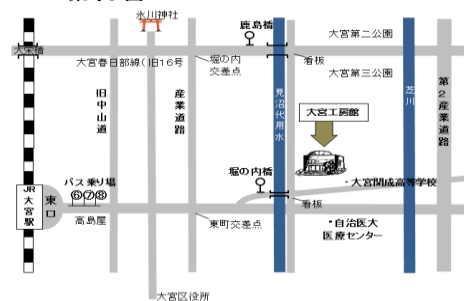 氷川神社
鹿島橋
大宮第二公園
大栄橋
大宮春日部線(旧16号
堀の内
交差点
看板
大宮第三公園
旧中山道
産業道路
見沼代用水
芝川
第2産業道路
大宮工房館
堀の内橋
バス乗り場
⑥⑦⑧
JR
大宮駅
東口
高島屋
・大宮開成高等学校
看板
東町交差点
・自治医大
医療センター
大宮区役所